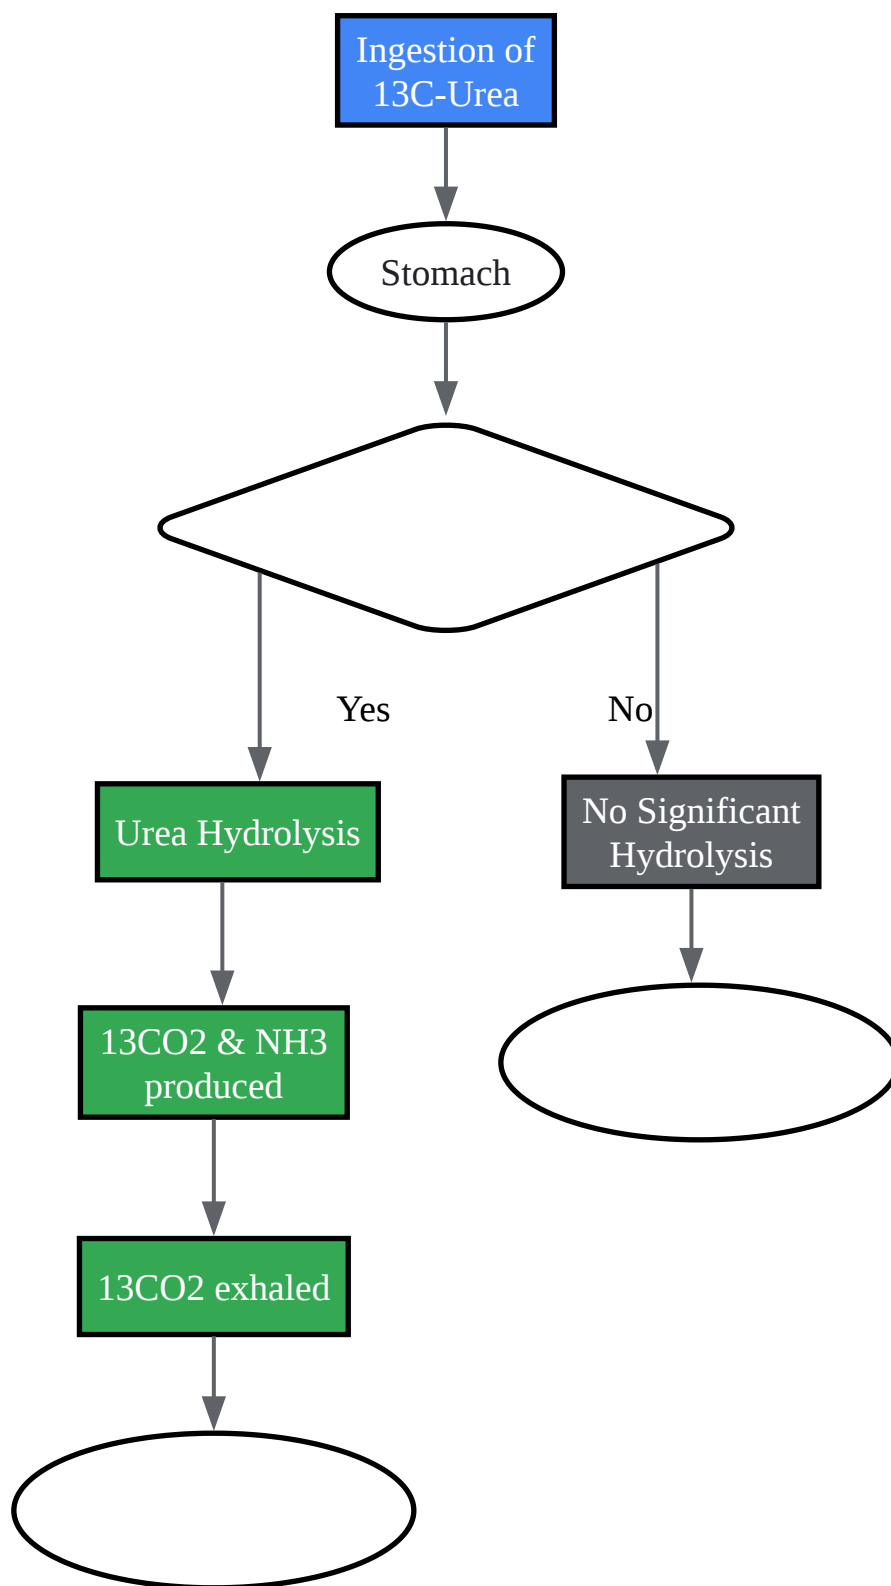 Ingestion of
13C-Urea
Stomach
Yes
No
Urea Hydrolysis
No Significant
Hydrolysis
13CO2 & NH3
produced
13CO2 exhaled